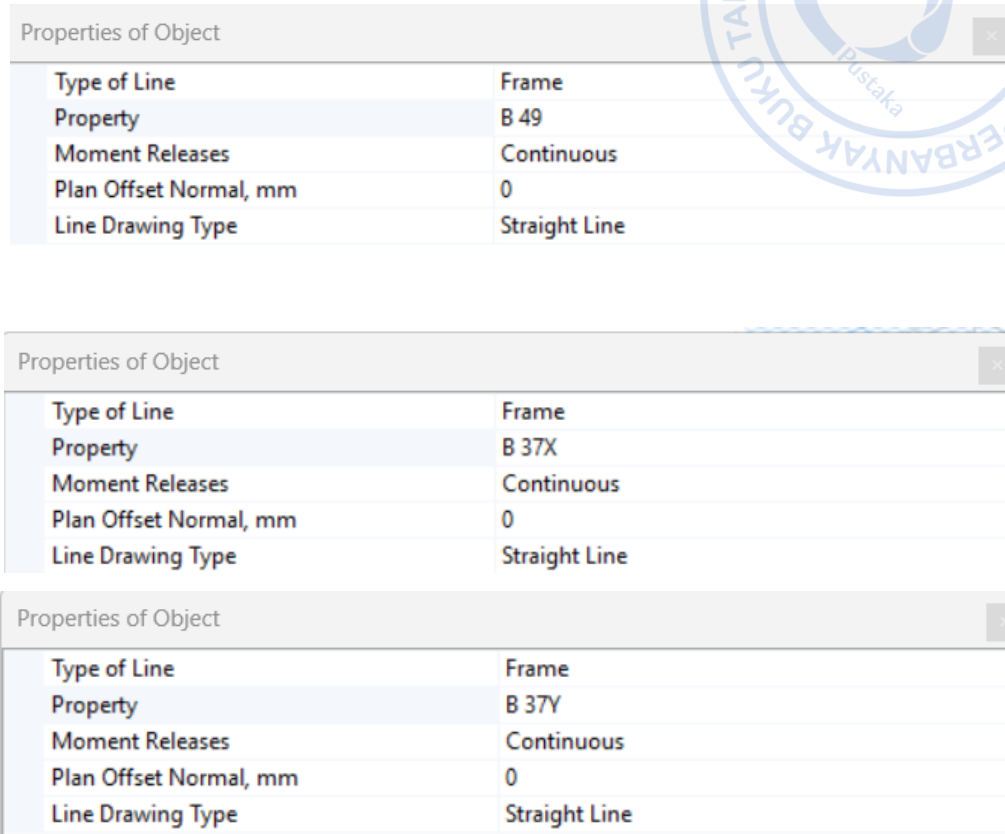 Properties of Object
Type of Line Frame
Property B 49
Moment Releases Continuous
Plan Offset Normal, mm 0
Line Drawing Type Straight Line
Pustaka
Properties of Object
Type of Line Frame
Property B 37X
Moment Releases Continuous
Plan Offset Normal, mm 0
Line Drawing Type Straight Line
Properties of Object
Type of Line Frame
Property B 37Y
Moment Releases Continuous
Plan Offset Normal, mm 0
Line Drawing Type Straight Line